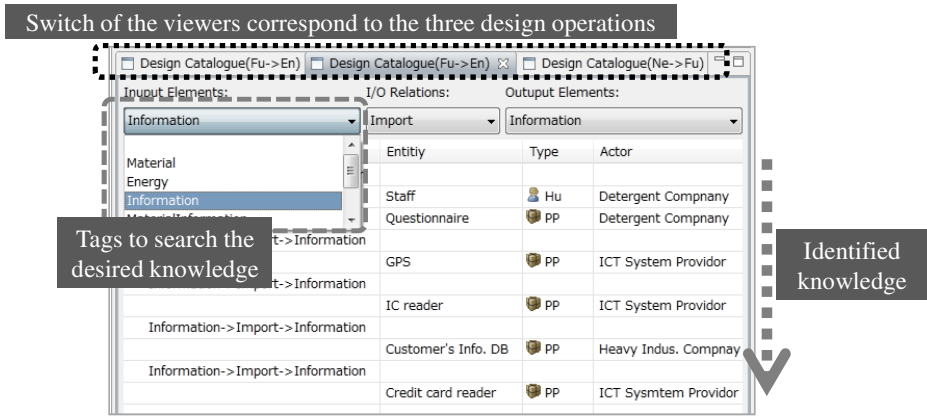 Switch of the viewers correspond to the three design operations
Design Catalogue(Fu->En) Design Catalogue(Fu->En) Design Catalogue(Ne->Fu)
Inuput Elements: I/O Relations: Outuput Elements:
Information Import Information
Entitiy Type Actor
Material
Energy
Information
Staff Hu Detergent Compnany
Questionnaire PP Detergent Compnany
Tags to search the
desired knowledge
rt->Information
GPS PP ICT System Providor
Import->Information
IC reader PP ICT System Providor
Information->Import->Information
Customer's Info. DB PP Heavy Indus. Compnay
Information->Import->Information
Credit card reader PP ICT Sysmtem Providor
Identified
knowledge